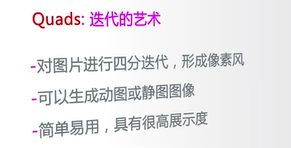 Quads: 迭代的艺术
-对图片进行四分迭代，形成像素风
-可以生成动图或静图图像
-简单易用，具有很高展示度